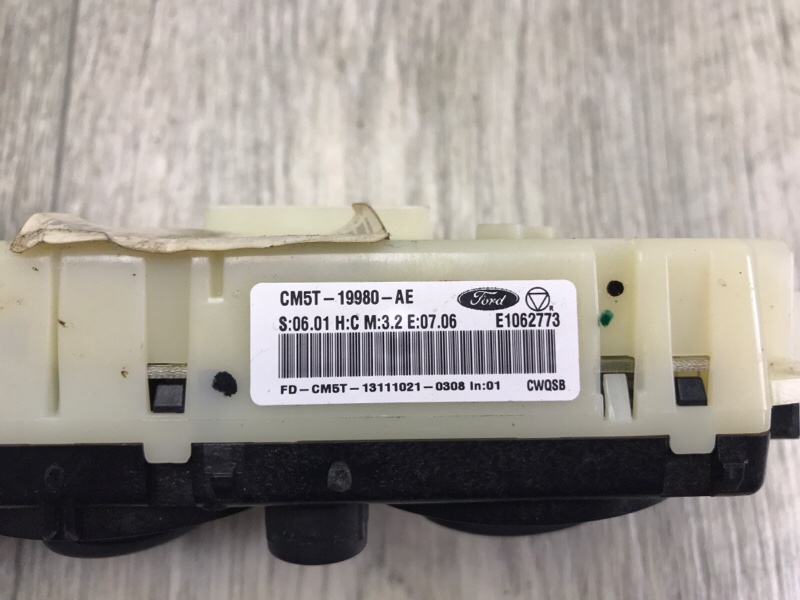 CM5T-19980-AE Ford
S:06.01 H:C M:3.2 E:07.06 E1062773
FD-CM5T-13111021-0308 In:01 CWQSB